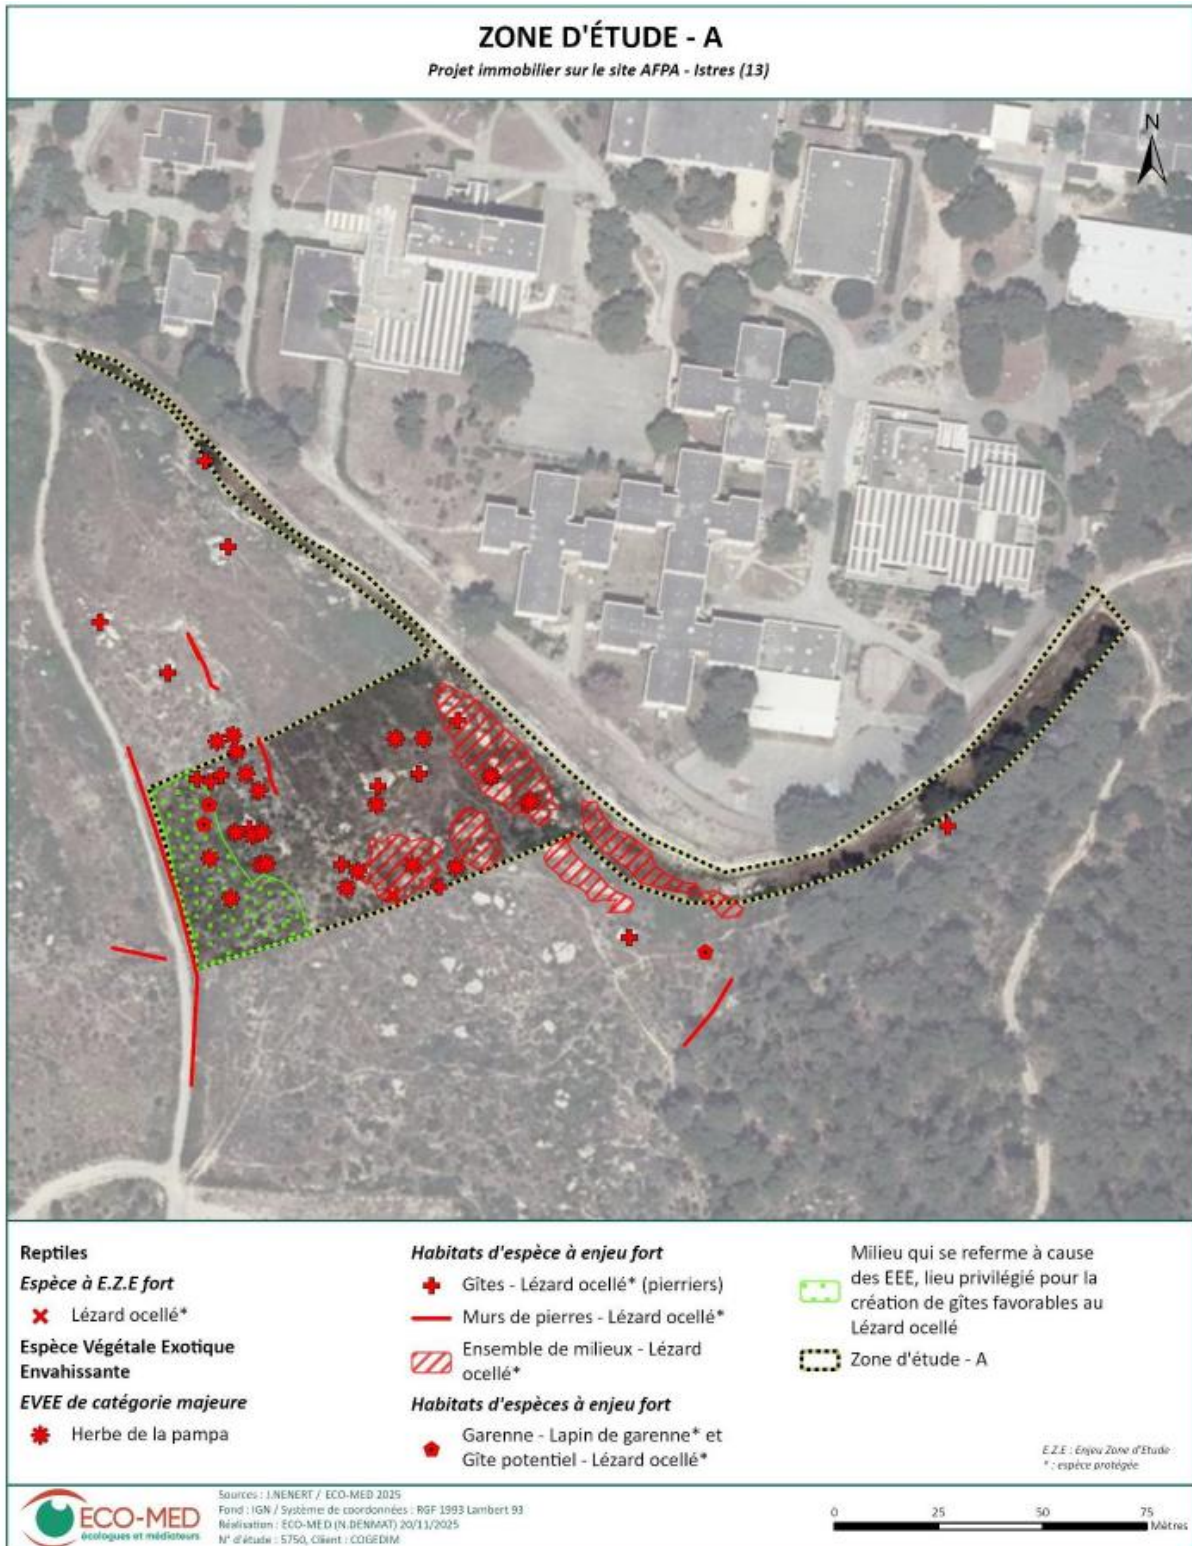 ZONE D'ÉTUDE - A
Projet immobilier sur le site AFPA - Istres (13)
N
Reptiles
Espèce à E.Z.E fort
Lézard ocellé*
Espèce Végétale Exotique
Envahissante
EVEE de catégorie majeure
Herbe de la pampa
Habitats d'espèce à enjeu fort
Gîtes - Lézard ocellé* (pierriers)
Murs de pierres - Lézard ocellé*
Ensemble de milieux - Lézard
ocellé*
Habitats d'espèces à enjeu fort
Garenne - Lapin de garenne* et
Gîte potentiel - Lézard ocellé*
Milieu qui se referme à cause
des EEE, lieu privilégié pour la
création de gîtes favorables au
Lézard ocellé
Zone d'étude - A
E.Z.E : Enjeu Zone d'Etude
* : espèce protégée
ECO-MED
écologues et médiateurs
Sources : J.NENERT / ECO-MED 2025
Fond : IGN / Système de coordonnées : RGF 1993 Lambert 93
Réalisation : ECO-MED (N.DENMAT) 20/11/2025
N° d'étude : 5750, Client : COGEDIM
0 25 50 75
Mètres